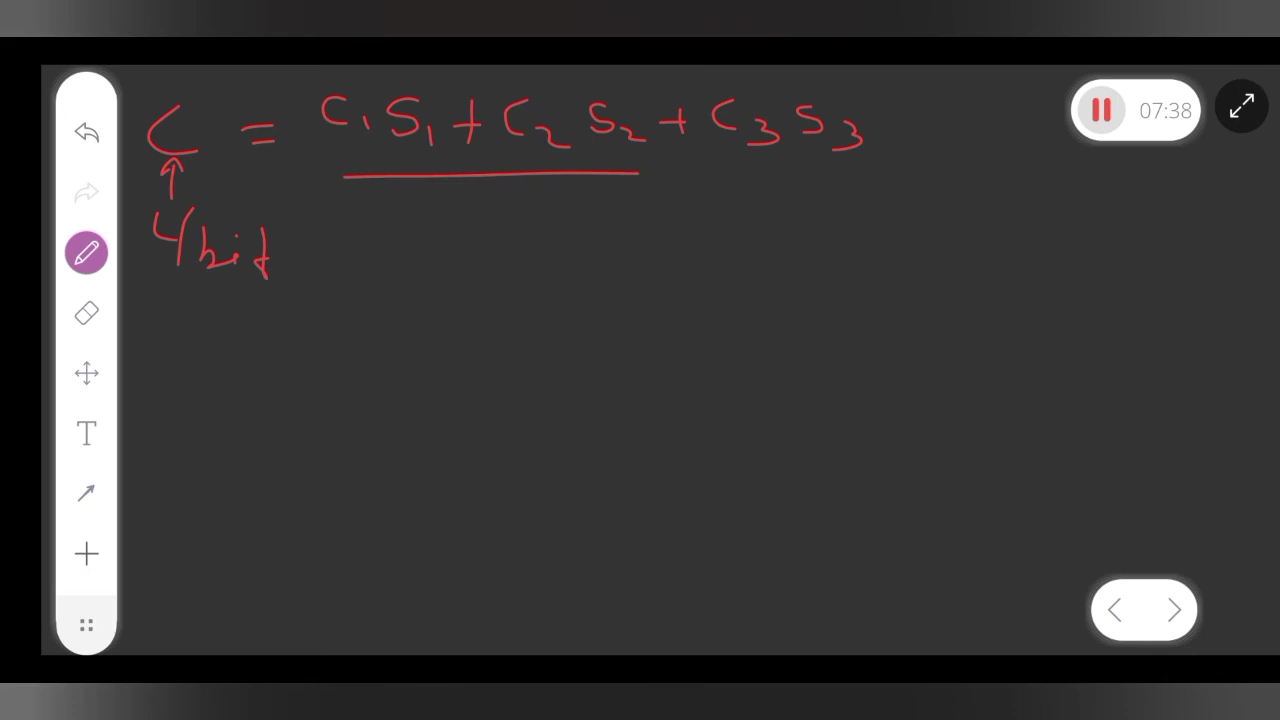 C = C₁S₁ + C₂S₂ + C₃S₃
07:38
4bit
T